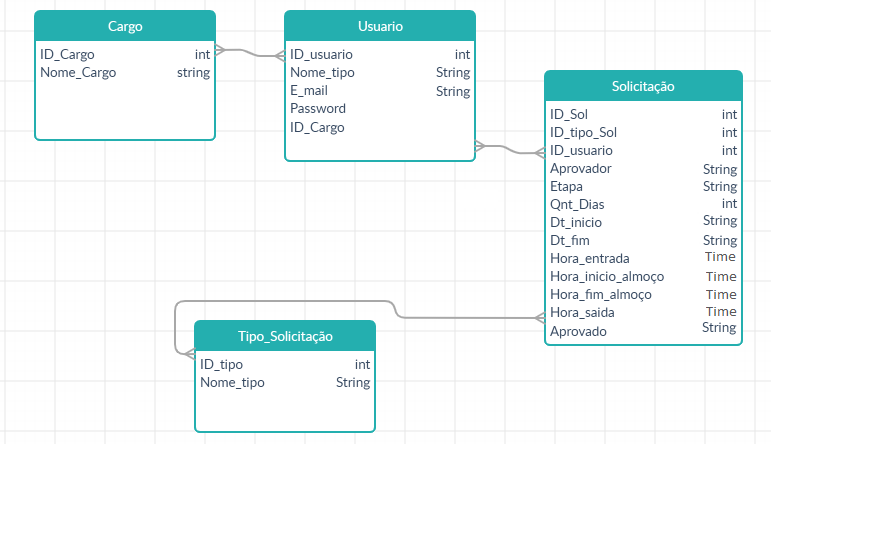 Cargo
ID_Cargo int
Nome_Cargo string
Usuario
ID_usuario int
Nome_tipo String
E_mail String
Password
ID_Cargo
Solicitação
ID_Sol int
ID_tipo_Sol int
ID_usuario int
Aprovador String
Etapa String
Qnt_Dias int
Dt_inicio String
Dt_fim String
Hora_entrada Time
Hora_inicio_almoço Time
Hora_fim_almoço Time
Hora_saida Time
Aprovado String
Tipo_Solicitação
ID_tipo int
Nome_tipo String